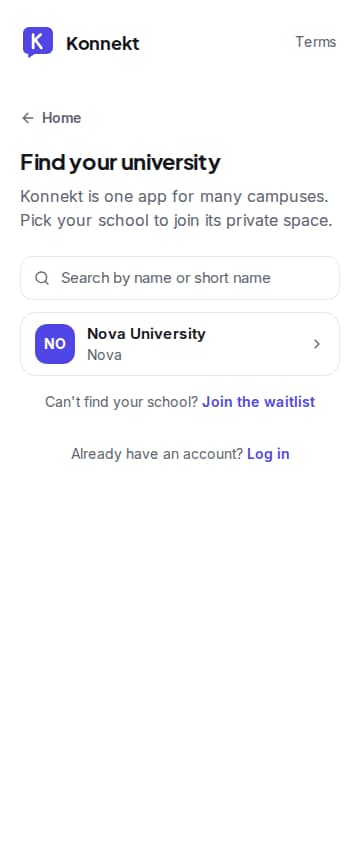 K Konnekt
Terms
← Home
Find your university
Konnekt is one app for many campuses.
Pick your school to join its private space.
Search by name or short name
NO
Nova University
Nova
Can't find your school? Join the waitlist
Already have an account? Log in